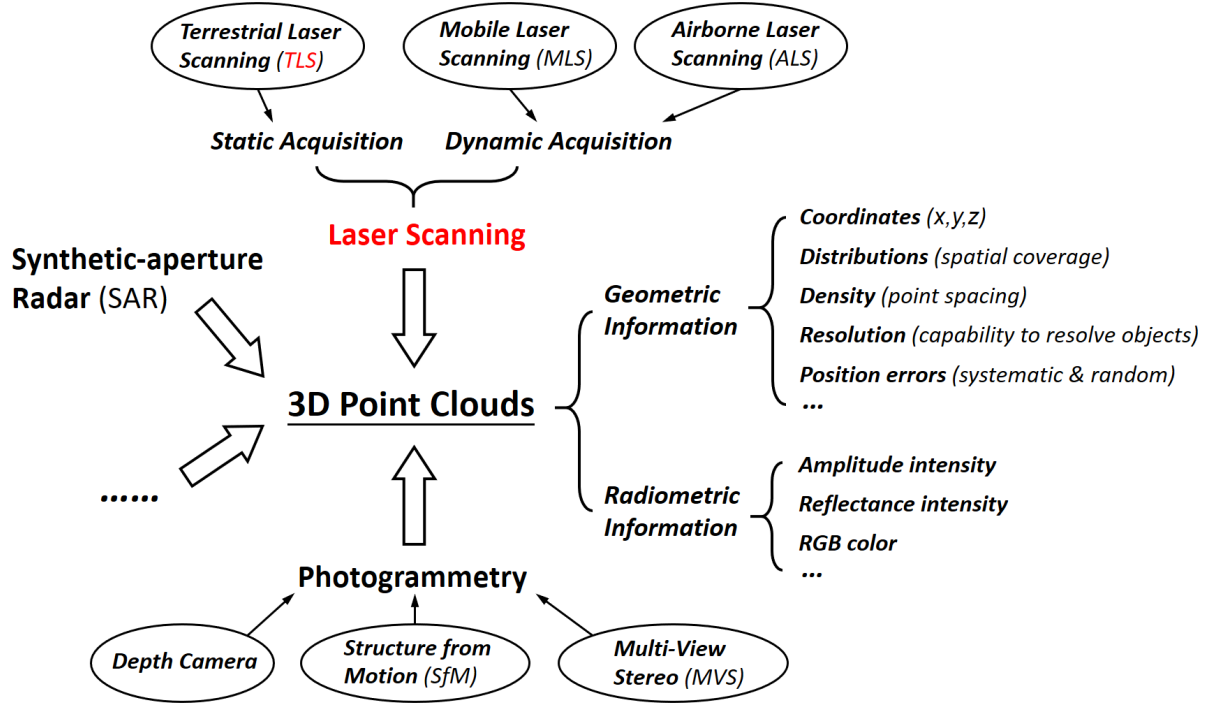 Terrestrial Laser
Scanning (TLS)
Mobile Laser
Scanning (MLS)
Airborne Laser
Scanning (ALS)
Static Acquisition
Dynamic Acquisition
Laser Scanning
Synthetic-aperture
Radar (SAR)
......
3D Point Clouds
Geometric
Information
Coordinates (x,y,z)
Distributions (spatial coverage)
Density (point spacing)
Resolution (capability to resolve objects)
Position errors (systematic & random)
...
Radiometric
Information
Amplitude intensity
Reflectance intensity
RGB color
...
Photogrammetry
Depth Camera
Structure from
Motion (SfM)
Multi-View
Stereo (MVS)